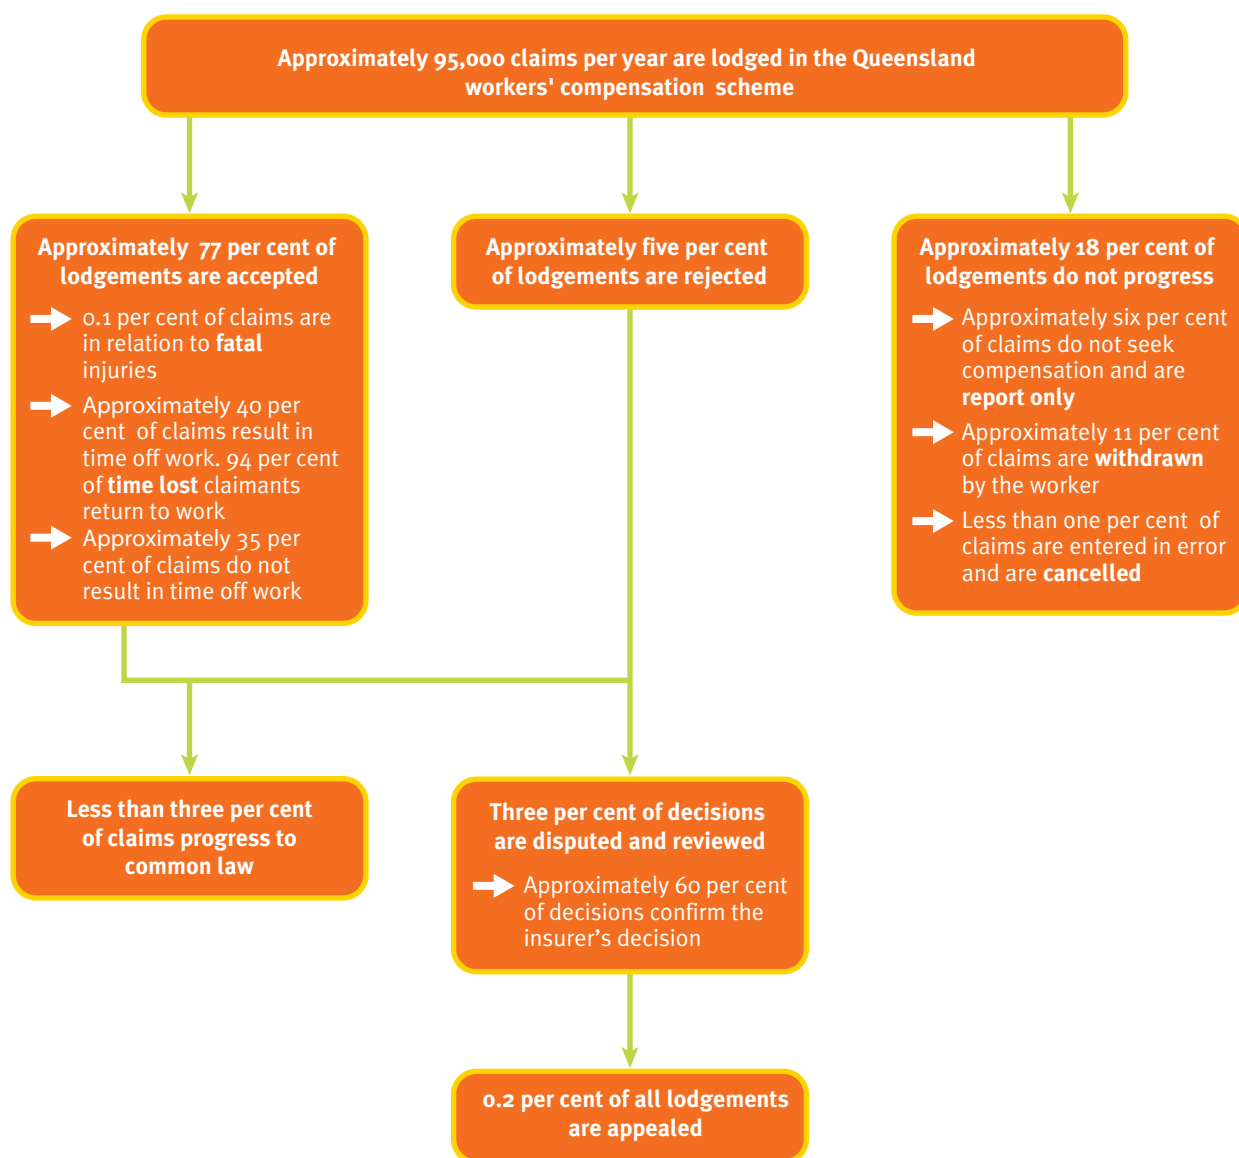 Approximately 95,000 claims per year are lodged in the Queensland
workers' compensation scheme
Approximately 77 per cent of
lodgements are accepted
0.1 per cent of claims are
in relation to fatal
injuries
Approximately 40 per
cent of claims result in
time off work. 94 per cent
of time lost claimants
return to work
Approximately 35 per
cent of claims do not
result in time off work
Approximately five per cent
of lodgements are rejected
Approximately 18 per cent of
lodgements do not progress
Approximately six per cent
of claims do not seek
compensation and are
report only
Approximately 11 per cent
of claims are withdrawn
by the worker
Less than one per cent of
claims are entered in error
and are cancelled
Less than three per cent
of claims progress to
common law
Three per cent of decisions
are disputed and reviewed
Approximately 60 per cent
of decisions confirm the
insurer’s decision
0.2 per cent of all lodgements
are appealed